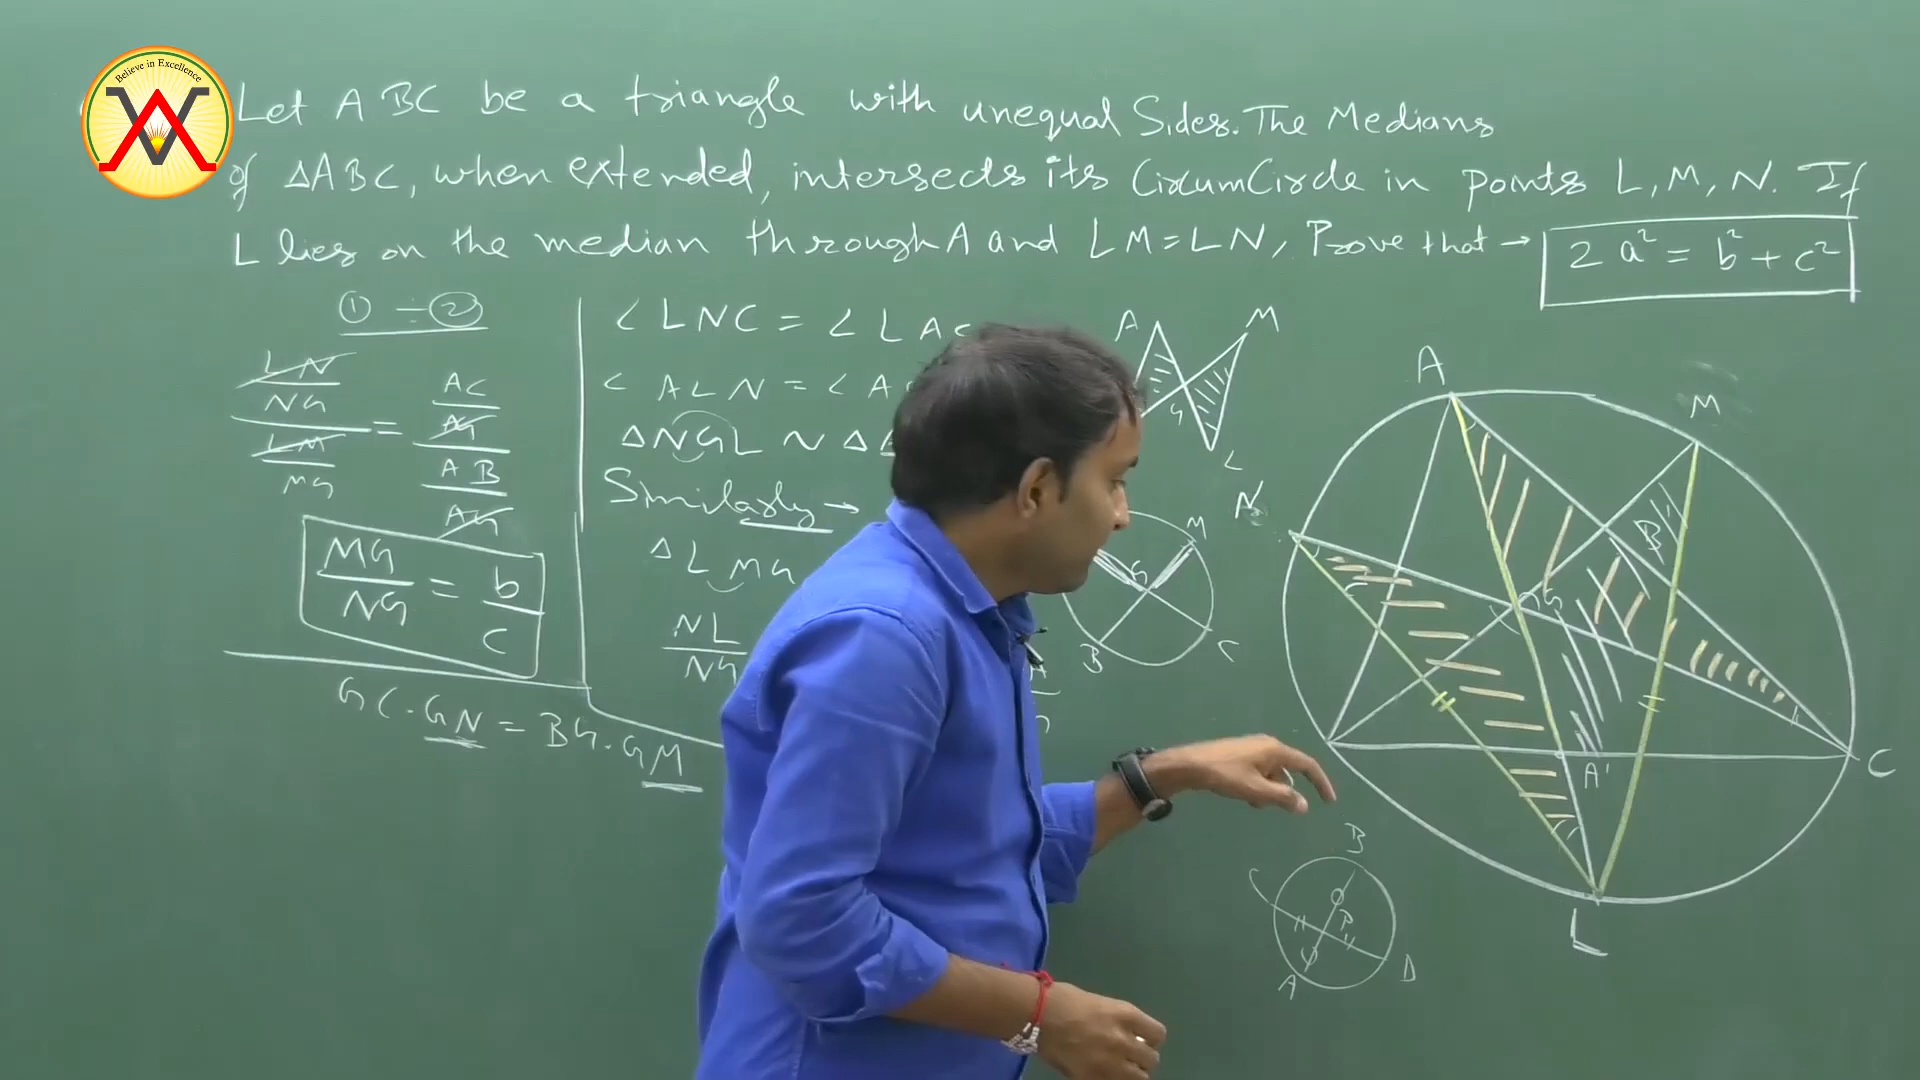 Believe in Excellence
Let ABC be a triangle with unequal Sides. The Medians
of ΔABC, when extended, intersects its CircumCircle in points L, M, N. If
L lies on the median through A and LM = LN, Prove that → 2a² = b² + c²
① ÷ ②
LN
NG
LM
MG
=
AC
AG
AB
AG
MG/NG = b/c
GC.GN = BG.GM
∠LNC = ∠LAC
∠ALN = ∠A
ΔNGL ~ Δ
Similarly →
ΔLMG
NL
NG
A M
G
L
M
G
B C
A
M
N
B'
G
A'
C
L
B
C
P
A D